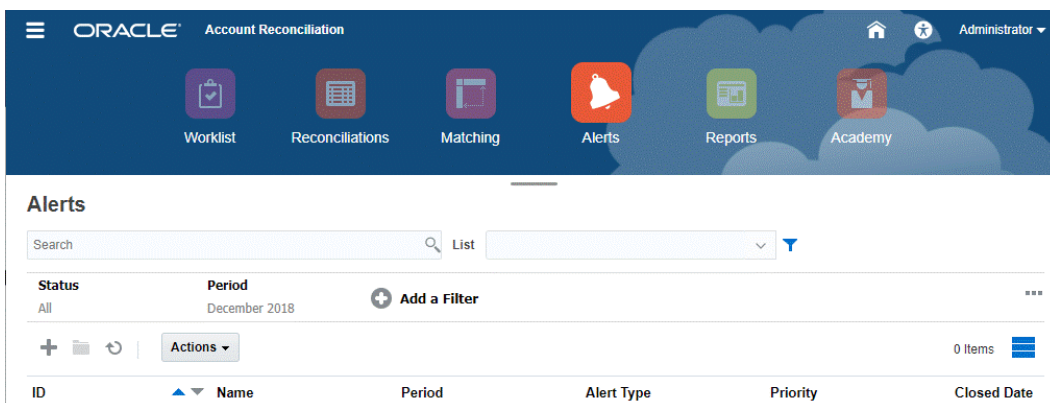 ORACLE Account Reconciliation Administrator
Worklist Reconciliations Matching Alerts Reports Academy
Alerts
Search List
Status Period
All December 2018 Add a Filter
Actions 0 Items
ID Name Period Alert Type Priority Closed Date